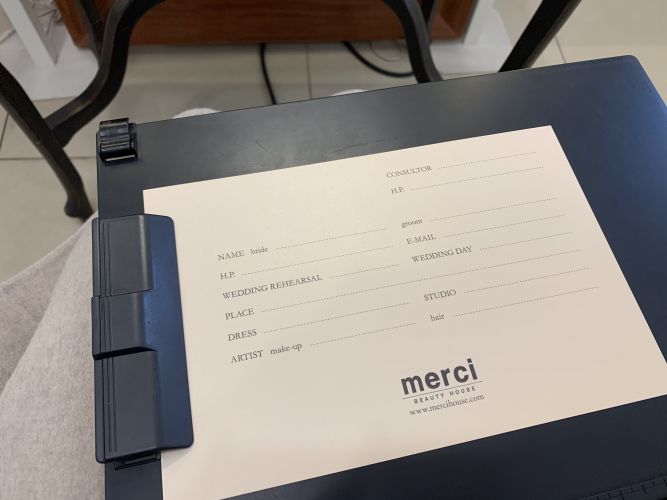 CONSULTOR
H.P.
NAME bride groom
H.P. E-MAIL
WEDDING REHEARSAL WEDDING DAY
PLACE
DRESS STUDIO
ARTIST make-up hair
merci
BEAUTY HOUSE
www.mercihouse.com